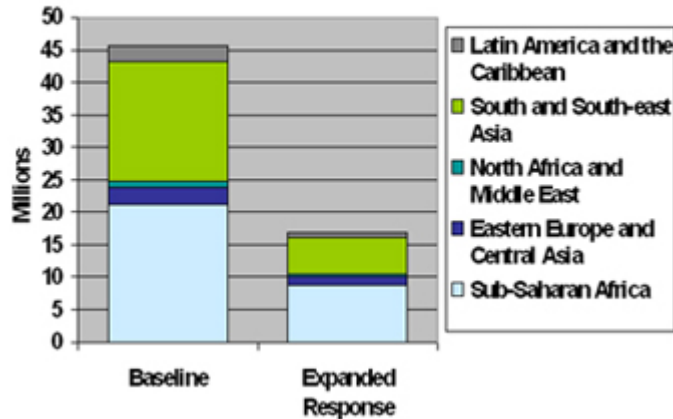 50
45
40
35
30
25
20
15
10
5
0
Millions
Baseline
Expanded
Response
Latin America and the
Caribbean
South and South-east
Asia
North Africa and
Middle East
Eastern Europe and
Central Asia
Sub-Saharan Africa